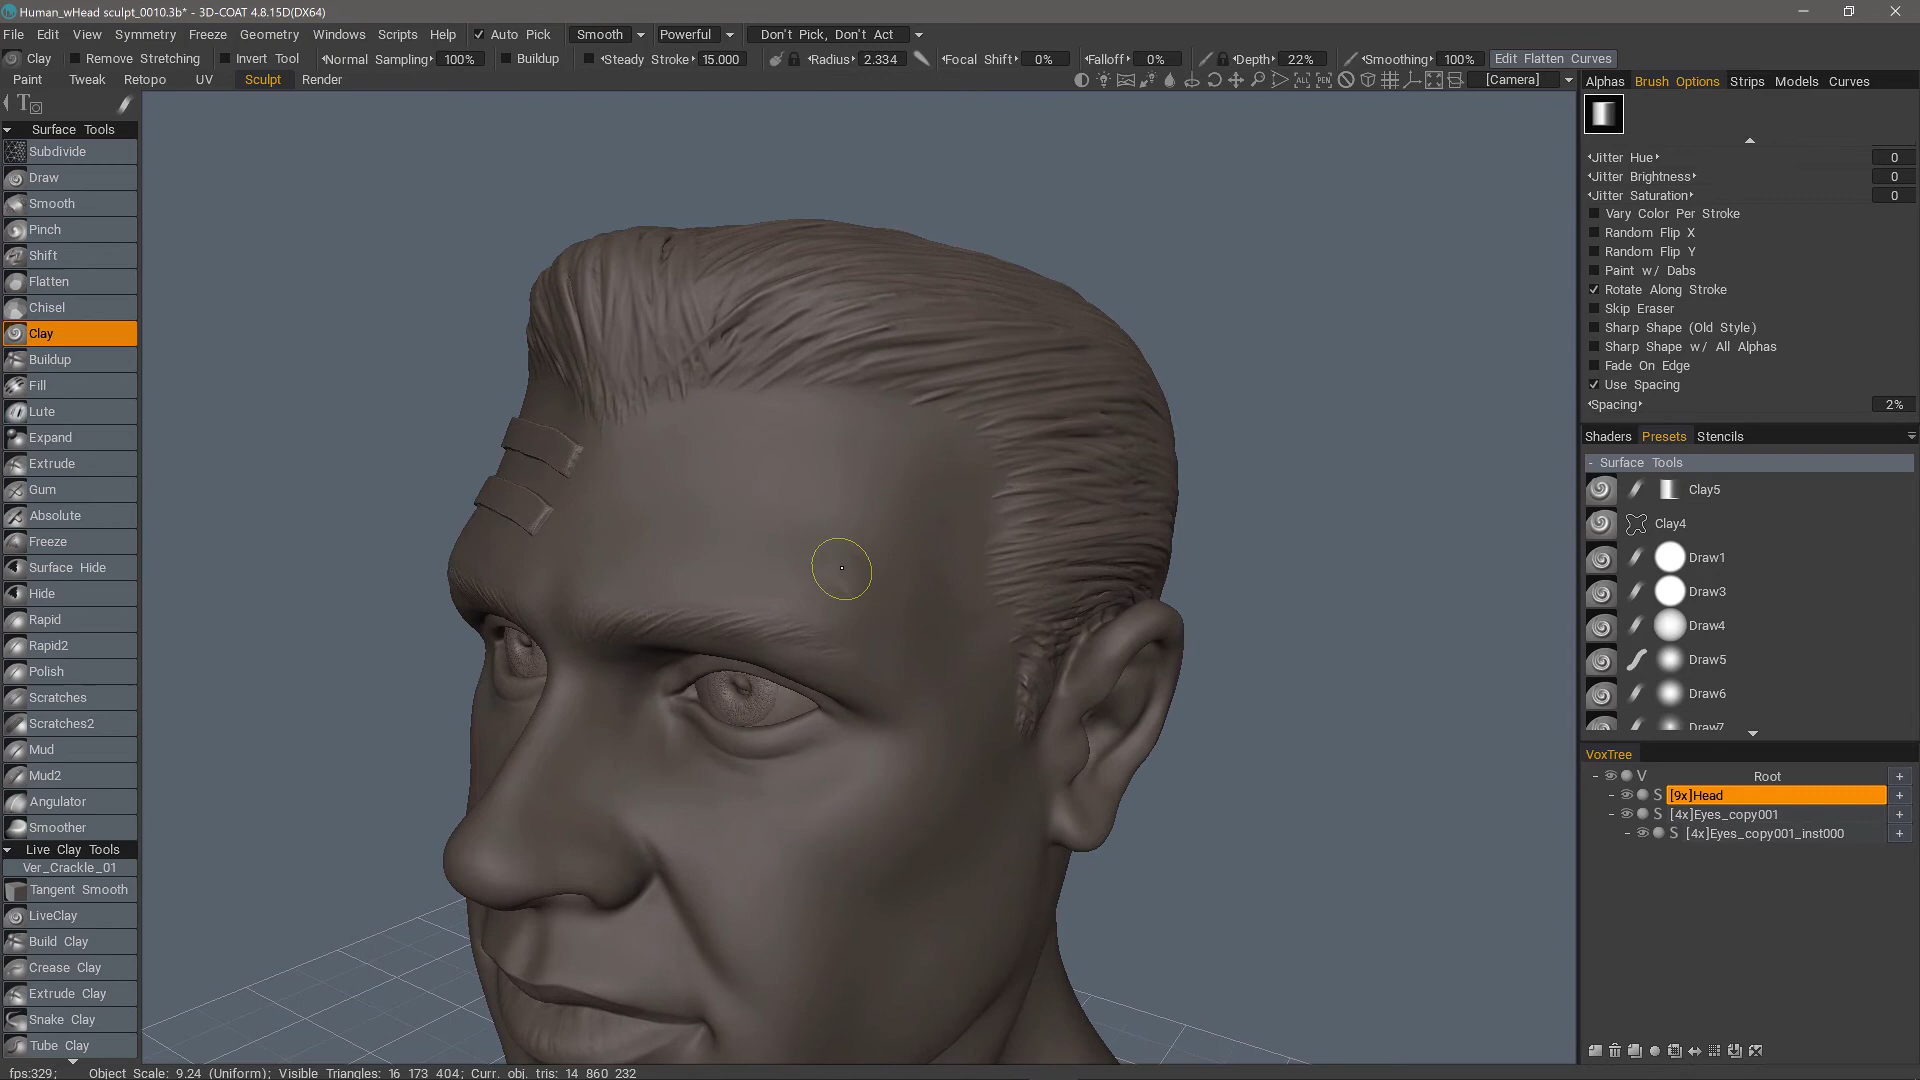 Human_wHead sculpt_0010.3b* - 3D-COAT 4.8.15D(DX64)
File Edit View Symmetry Freeze Geometry Windows Scripts Help Auto Pick Smooth Powerful Don't Pick, Don't Act
Clay Remove Stretching Invert Tool Normal Sampling 100% Buildup Steady Stroke 15.000 Radius 2.334 Focal Shift 0% Falloff 0% Depth 22% Smoothing 100% Edit Flatten Curves
Paint Tweak Retopo UV Sculpt Render [Camera]
Surface Tools
Subdivide
Draw
Smooth
Pinch
Shift
Flatten
Chisel
Clay
Buildup
Fill
Lute
Expand
Extrude
Gum
Absolute
Freeze
Surface Hide
Hide
Rapid
Rapid2
Polish
Scratches
Scratches2
Mud
Mud2
Angulator
Smoother
Live Clay Tools
Ver_Crackle_01
Tangent Smooth
LiveClay
Build Clay
Crease Clay
Extrude Clay
Snake Clay
Tube Clay
Alphas Brush Options Strips Models Curves
Jitter Hue 0
Jitter Brightness 0
Jitter Saturation 0
Vary Color Per Stroke
Random Flip X
Random Flip Y
Paint w/ Dabs
Rotate Along Stroke
Skip Eraser
Sharp Shape (Old Style)
Sharp Shape w/ All Alphas
Fade On Edge
Use Spacing
Spacing 2%
Shaders Presets Stencils
- Surface Tools
Clay5
Clay4
Draw1
Draw3
Draw4
Draw5
Draw6
Draw7
VoxTree
V Root +
S [9x]Head +
S [4x]Eyes_copy001 +
S [4x]Eyes_copy001_inst000 +
fps:329; Object Scale: 9.24 (Uniform); Visible Triangles: 16 173 404; Curr. obj. tris: 14 860 232